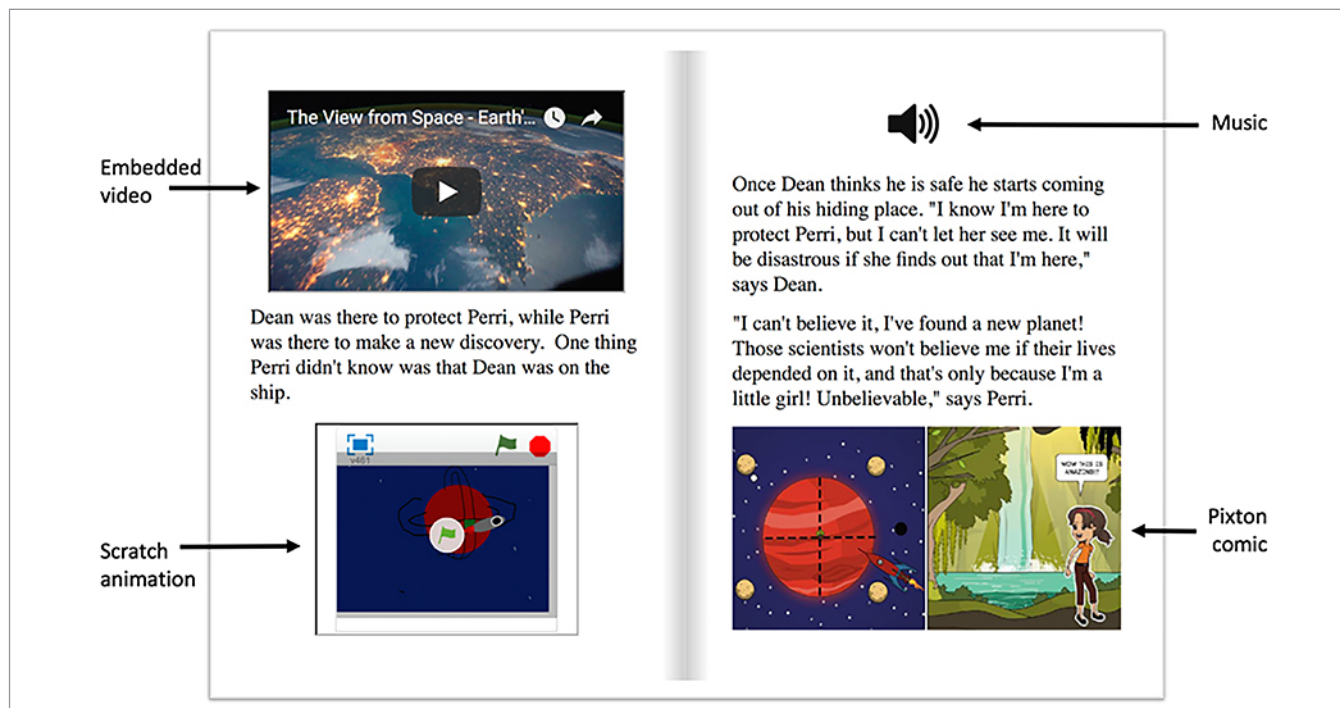 The View from Space - Earth'...
Embedded
video
Dean was there to protect Perri, while Perri
was there to make a new discovery.  One thing
Perri didn't know was that Dean was on the
ship.
v461
Scratch
animation
Music
Once Dean thinks he is safe he starts coming
out of his hiding place. "I know I'm here to
protect Perri, but I can't let her see me. It will
be disastrous if she finds out that I'm here,"
says Dean.
"I can't believe it, I've found a new planet!
Those scientists won't believe me if their lives
depended on it, and that's only because I'm a
little girl! Unbelievable," says Perri.
WOW THIS IS
AMAZING!?
Pixton
comic